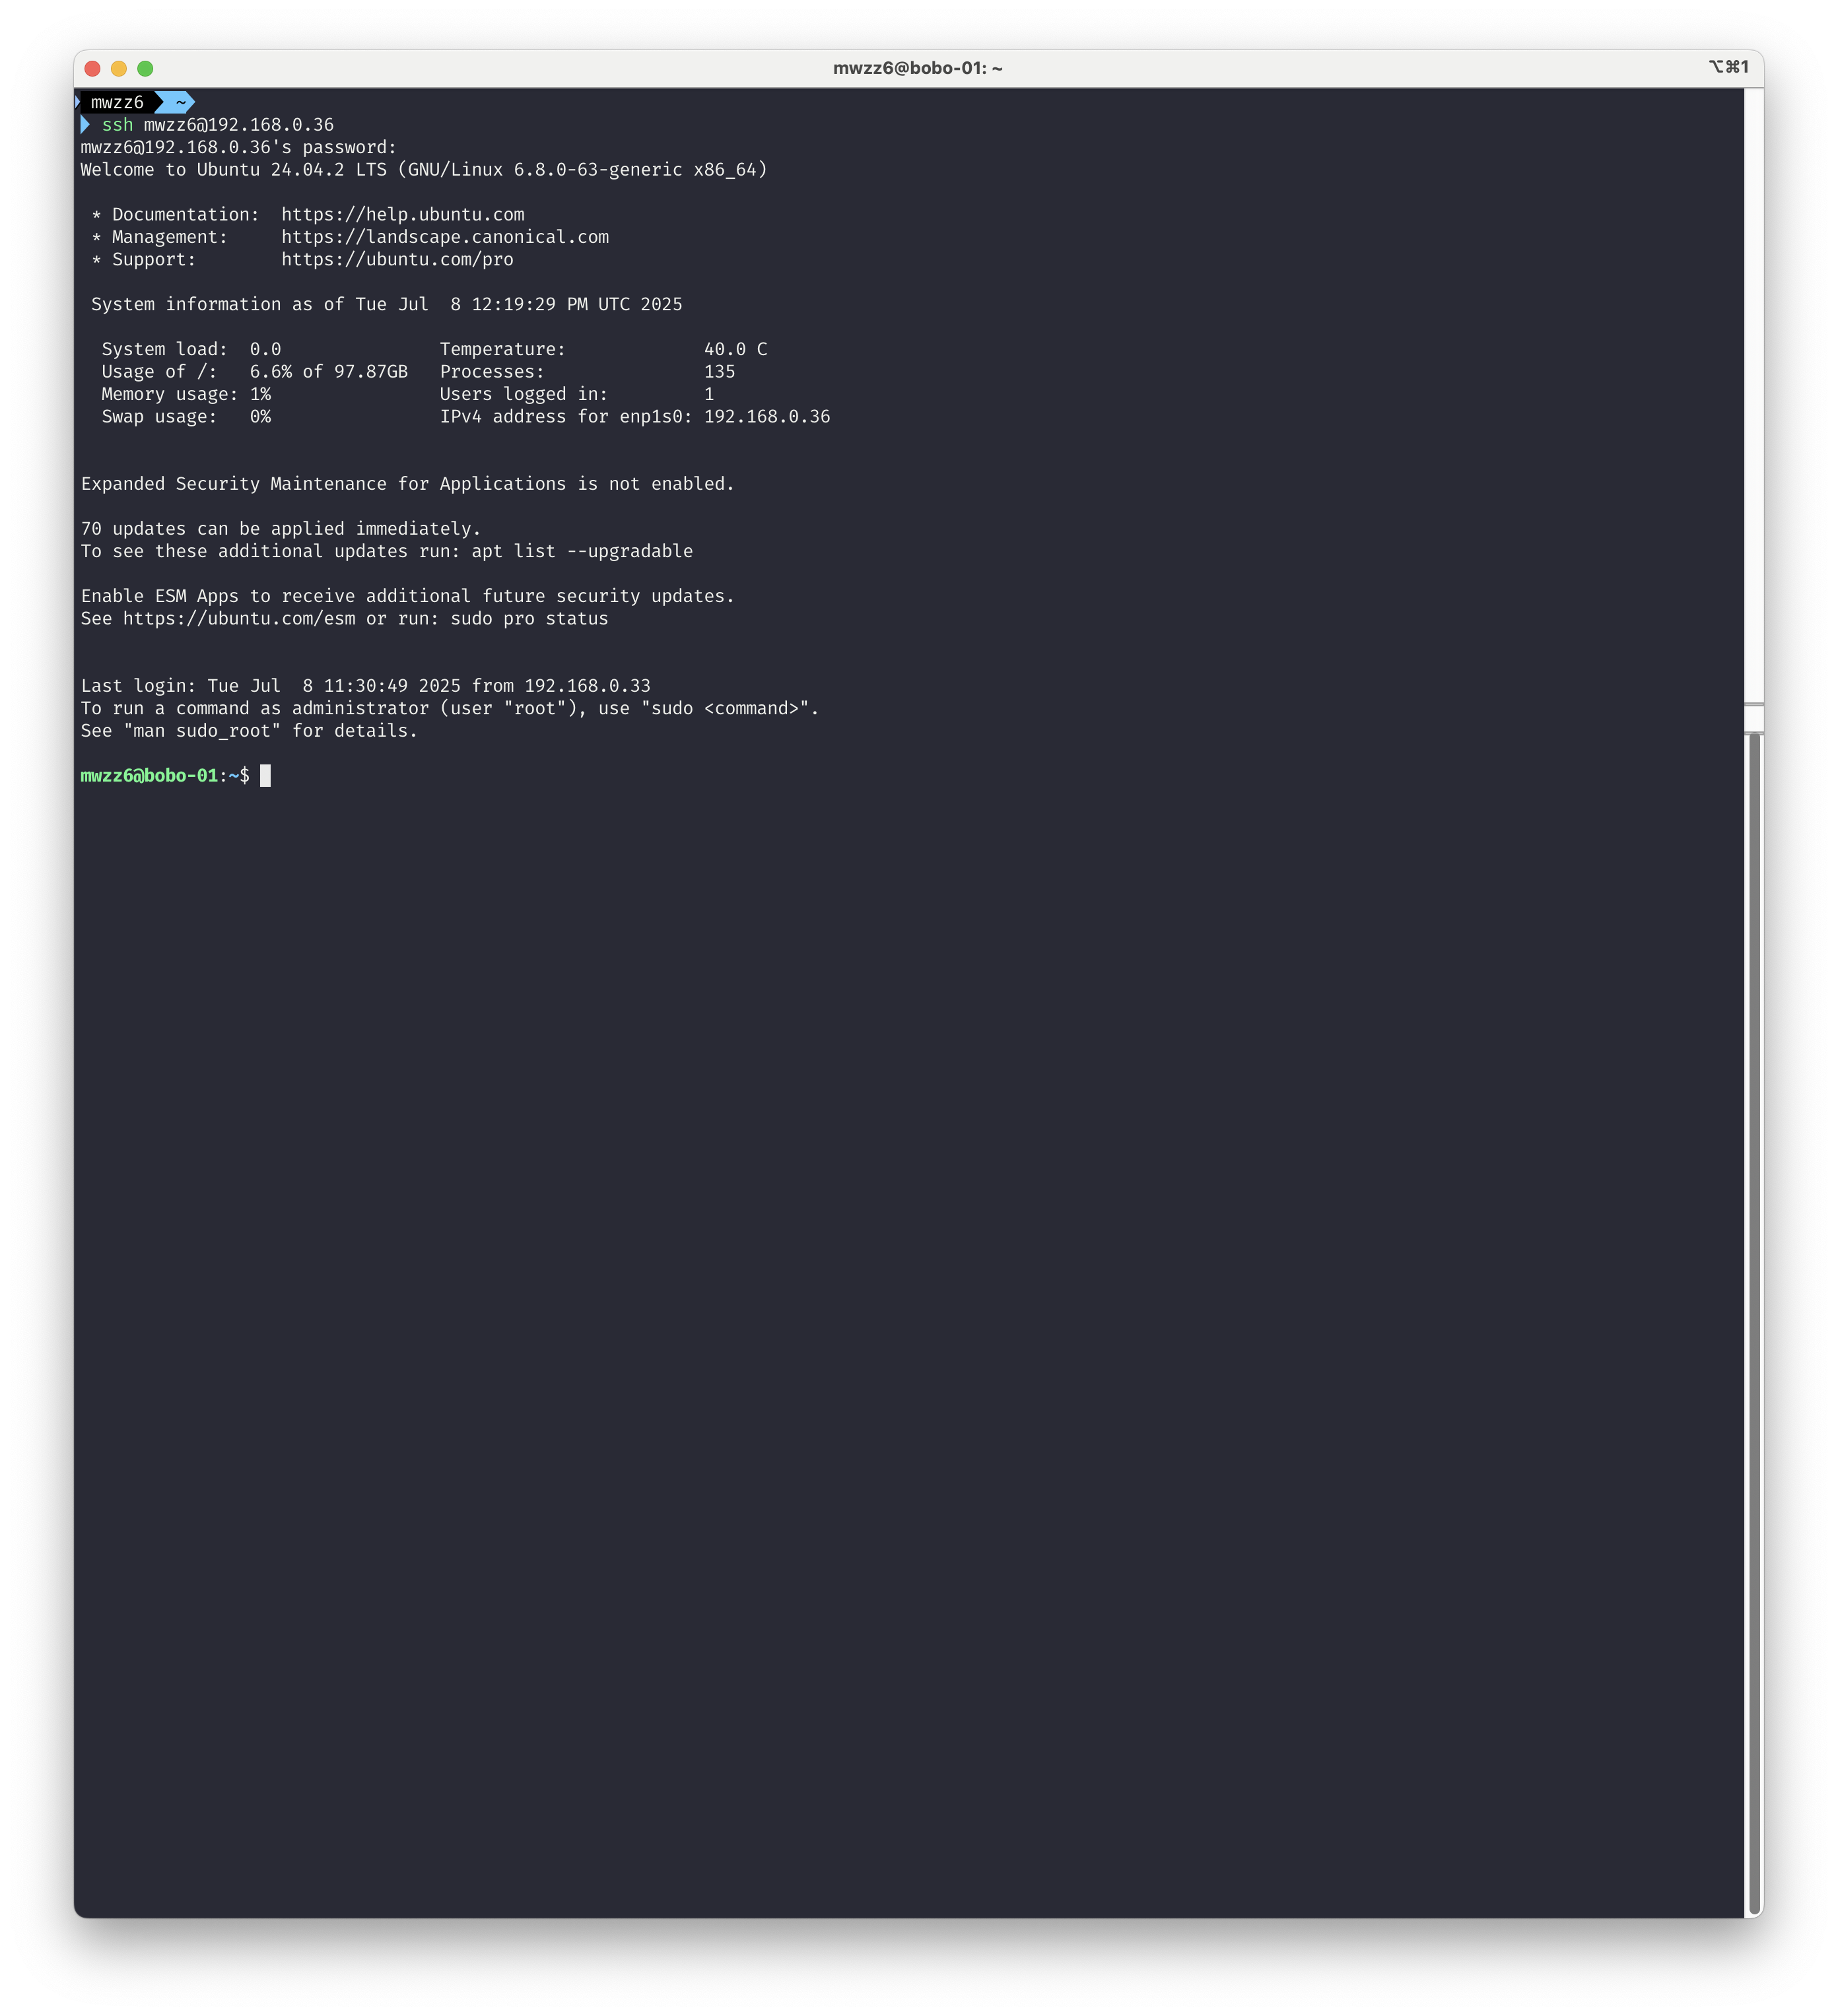 mwzz6@bobo-01: ~
⌥⌘1
mwzz6 ~
ssh mwzz6@192.168.0.36
mwzz6@192.168.0.36's password:
Welcome to Ubuntu 24.04.2 LTS (GNU/Linux 6.8.0-63-generic x86_64)

 * Documentation:  https://help.ubuntu.com
 * Management:     https://landscape.canonical.com
 * Support:        https://ubuntu.com/pro

 System information as of Tue Jul  8 12:19:29 PM UTC 2025

  System load:  0.0               Temperature:             40.0 C
  Usage of /:   6.6% of 97.87GB   Processes:               135
  Memory usage: 1%                Users logged in:         1
  Swap usage:   0%                IPv4 address for enp1s0: 192.168.0.36

Expanded Security Maintenance for Applications is not enabled.

70 updates can be applied immediately.
To see these additional updates run: apt list --upgradable

Enable ESM Apps to receive additional future security updates.
See https://ubuntu.com/esm or run: sudo pro status

Last login: Tue Jul  8 11:30:49 2025 from 192.168.0.33
To run a command as administrator (user "root"), use "sudo <command>".
See "man sudo_root" for details.

mwzz6@bobo-01:~$